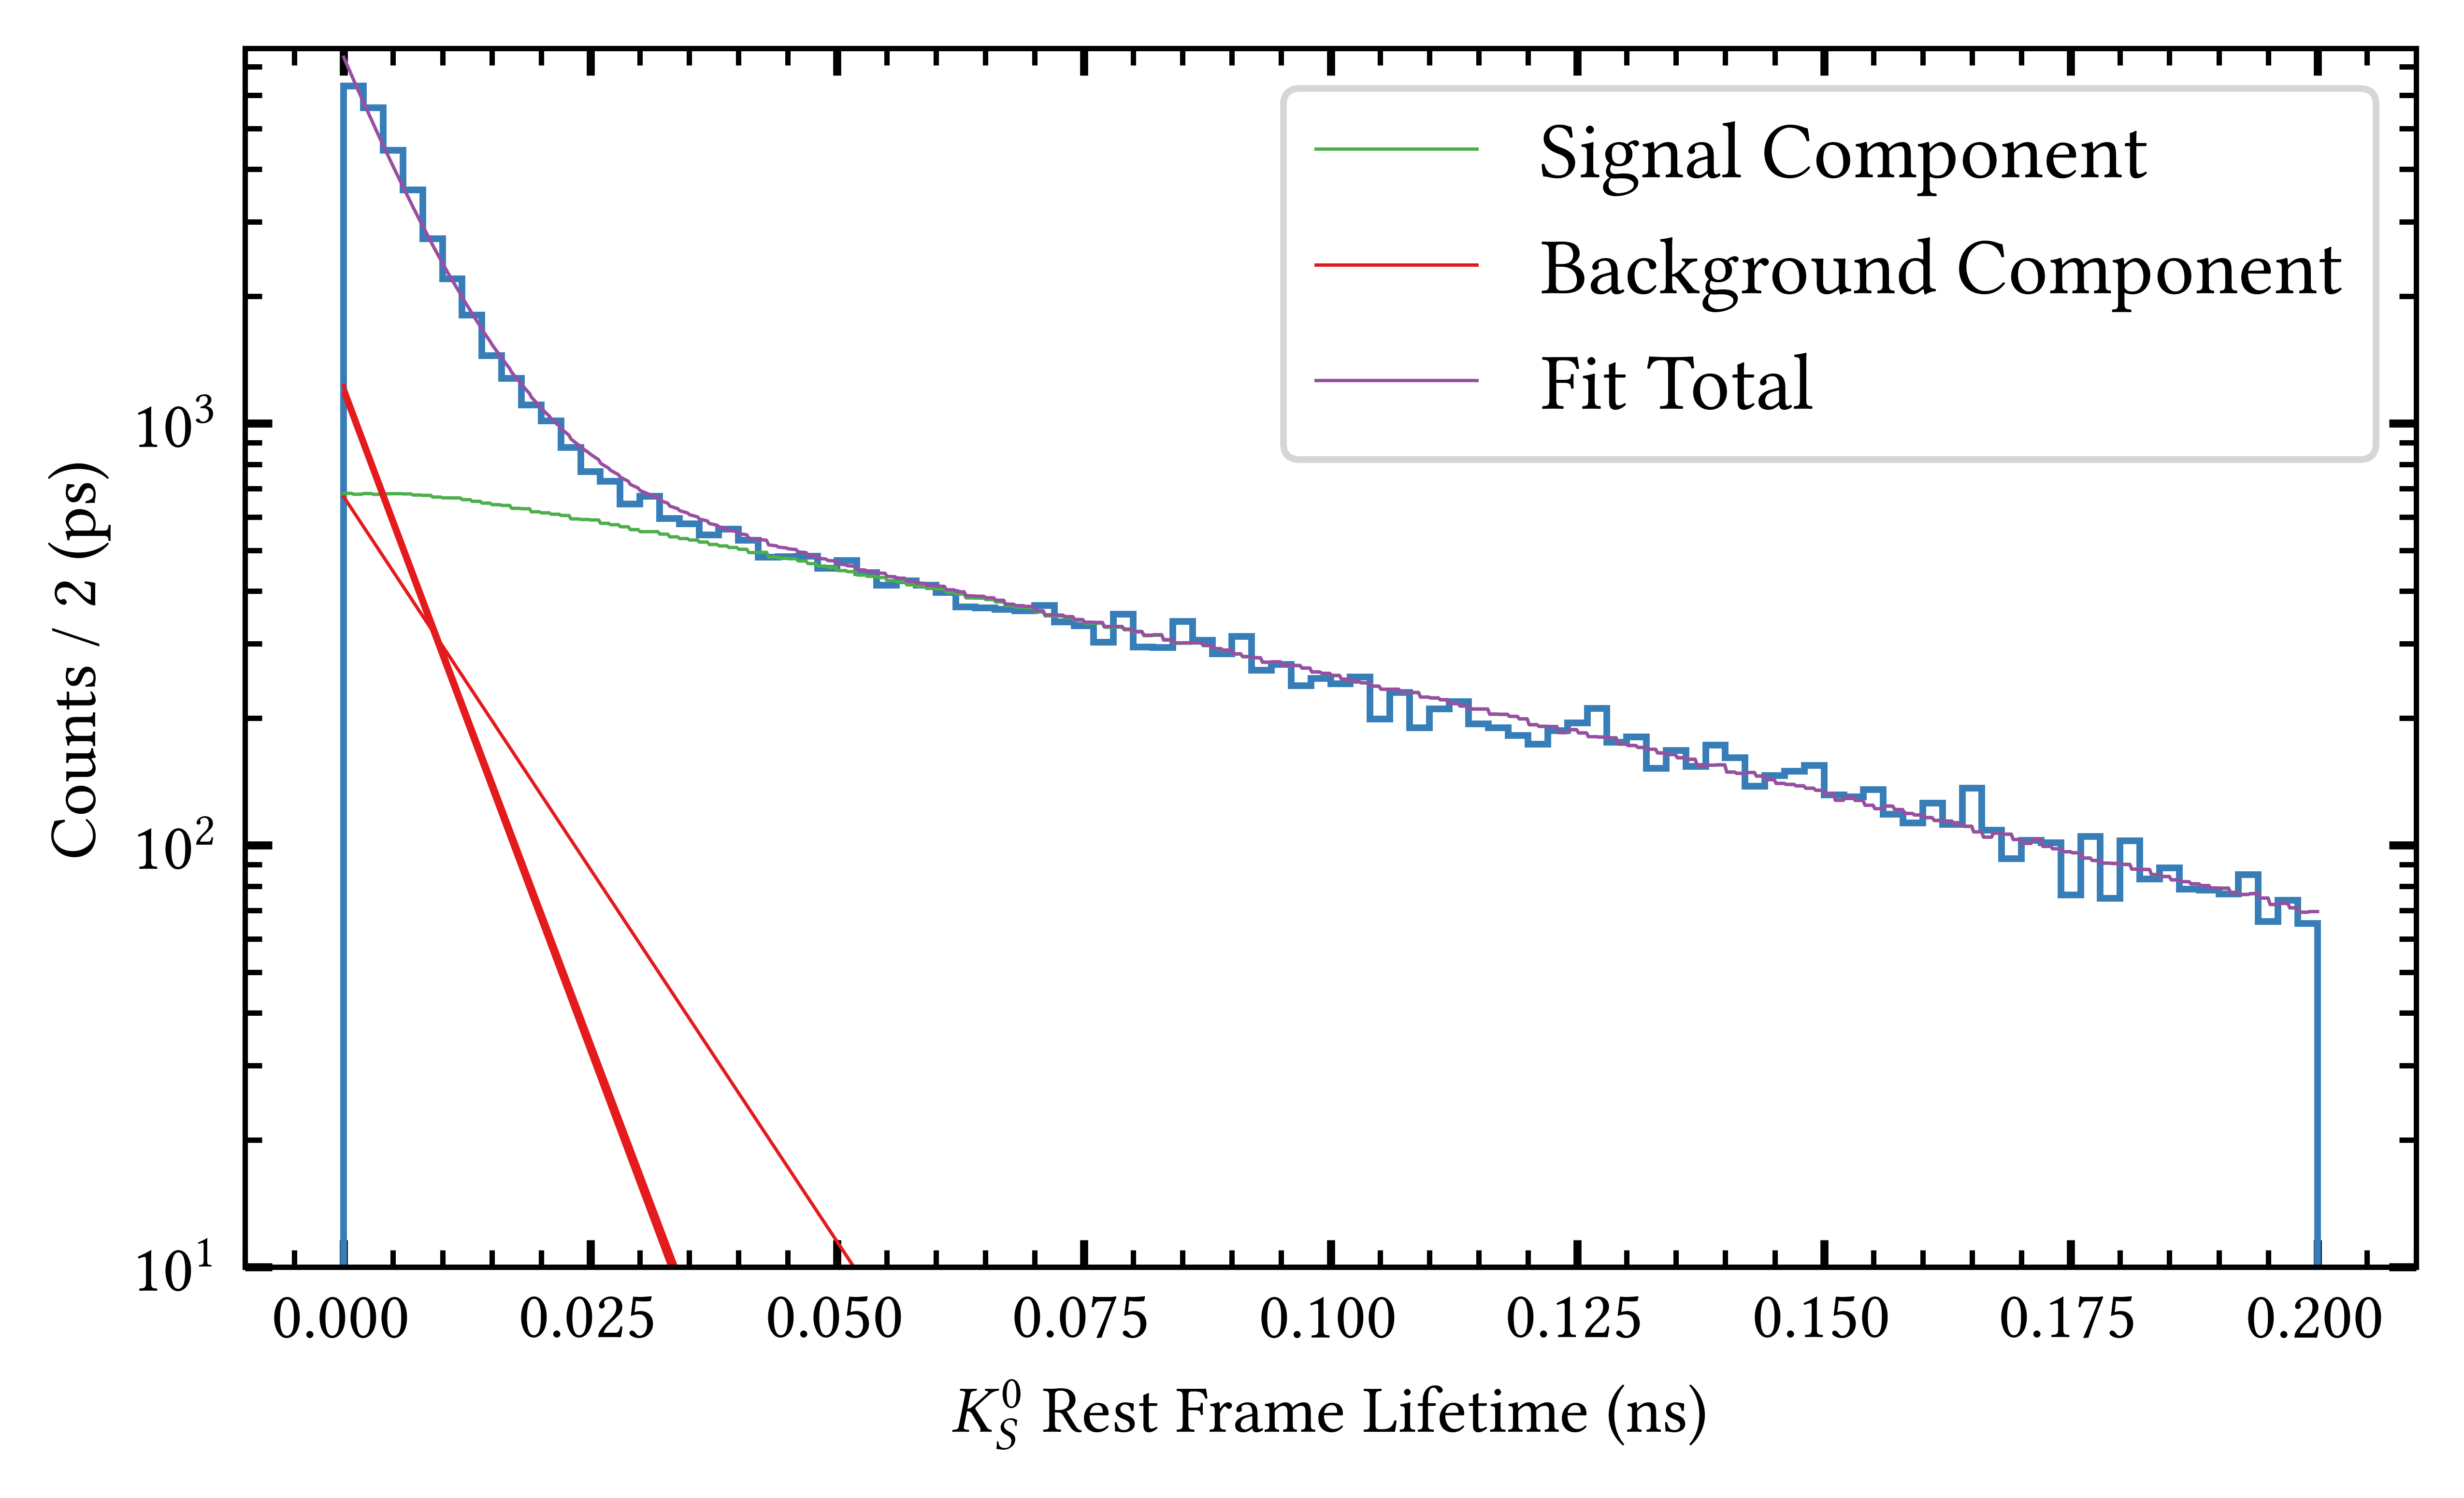 Signal Component
Background Component
Fit Total
Counts / 2 (ps)
10³
10²
10¹
0.000 0.025 0.050 0.075 0.100 0.125 0.150 0.175 0.200
K⁰_S Rest Frame Lifetime (ns)